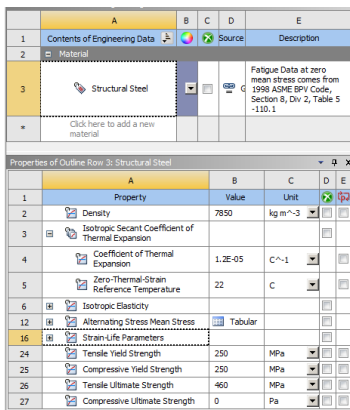 A B C D E
1 Contents of Engineering Data Source Description
2 Material
3 Structural Steel G Fatigue Data at zero
mean stress comes from
1998 ASME BPV Code,
Section 8, Div 2, Table 5
-110.1
* Click here to add a new
material
Properties of Outline Row 3: Structural Steel
A B C D E
1 Property Value Unit
2 Density 7850 kg m^-3
3 Isotropic Secant Coefficient of
Thermal Expansion
4 Coefficient of Thermal
Expansion 1.2E-05 C^-1
5 Zero-Thermal-Strain
Reference Temperature 22 C
6 Isotropic Elasticity
12 Alternating Stress Mean Stress Tabular
16 Strain-Life Parameters
24 Tensile Yield Strength 250 MPa
25 Compressive Yield Strength 250 MPa
26 Tensile Ultimate Strength 460 MPa
27 Compressive Ultimate Strength 0 Pa